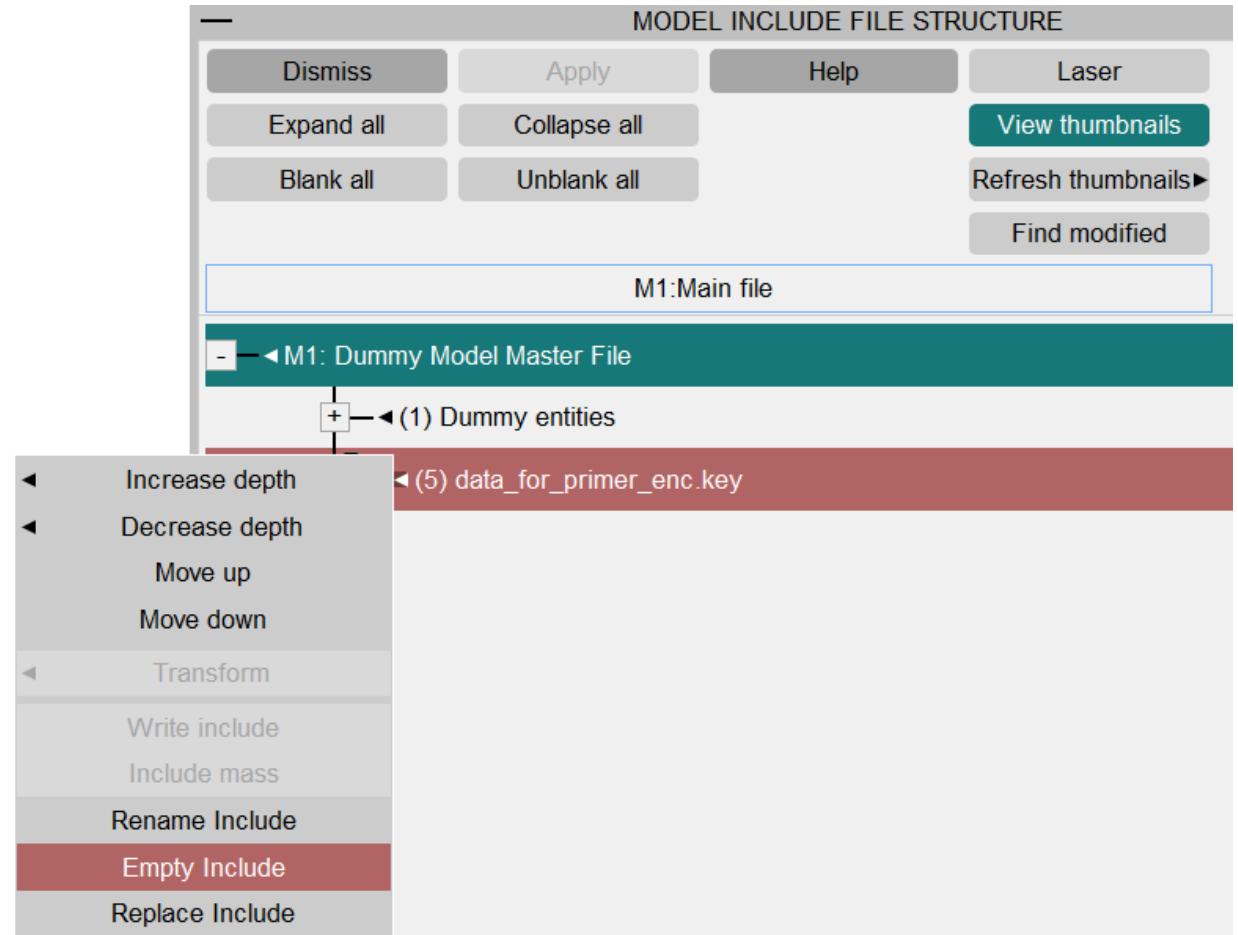 MODEL INCLUDE FILE STRUCTURE
Dismiss Apply Help Laser
Expand all Collapse all View thumbnails
Blank all Unblank all Refresh thumbnails
Find modified
M1:Main file
- M1: Dummy Model Master File
+ (1) Dummy entities
(5) data_for_primer_enc.key
Increase depth
Decrease depth
Move up
Move down
Transform
Write include
Include mass
Rename Include
Empty Include
Replace Include